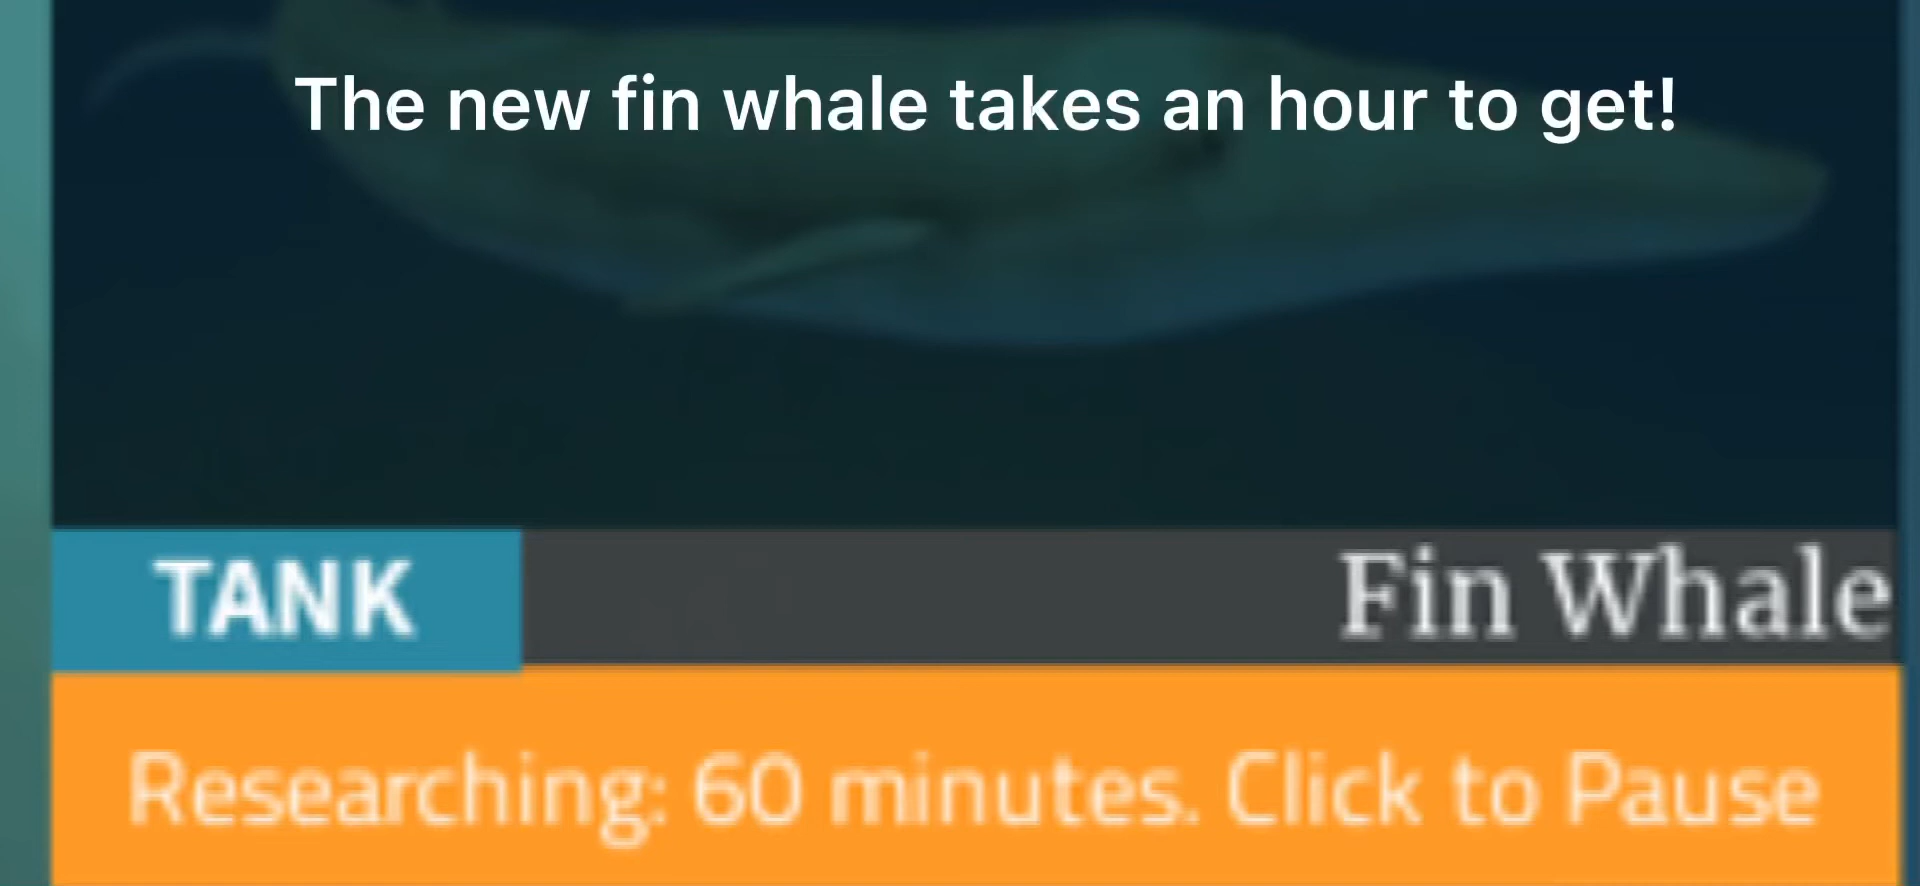 The new fin whale takes an hour to get!
TANK
Fin Whale
Researching: 60 minutes. Click to Pause